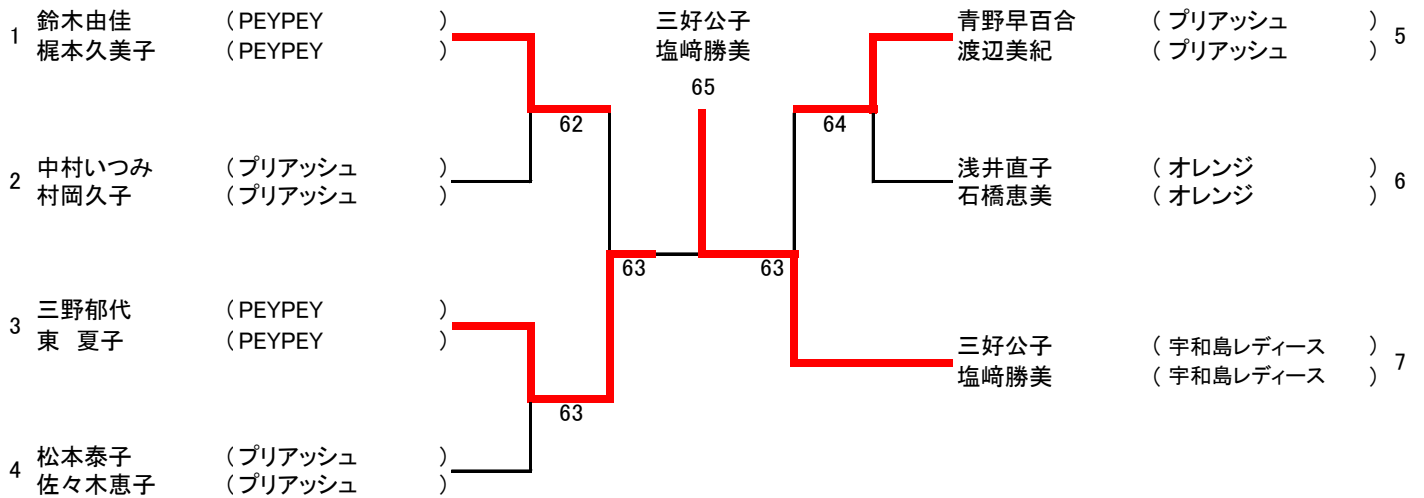 1 鈴木由佳 （PEYPEY ）
梶本久美子 （PEYPEY ）
2 中村いつみ （プリアッシュ ）
村岡久子 （プリアッシュ ）
3 三野郁代 （PEYPEY ）
東 夏子 （PEYPEY ）
4 松本泰子 （プリアッシュ ）
佐々木恵子 （プリアッシュ ）
62
63
63
三好公子
塩﨑勝美
65
64
63
青野早百合 （ プリアッシュ ） 5
渡辺美紀 （ プリアッシュ ）
浅井直子 （ オレンジ ） 6
石橋恵美 （ オレンジ ）
三好公子 （ 宇和島レディース ） 7
塩﨑勝美 （ 宇和島レディース ）